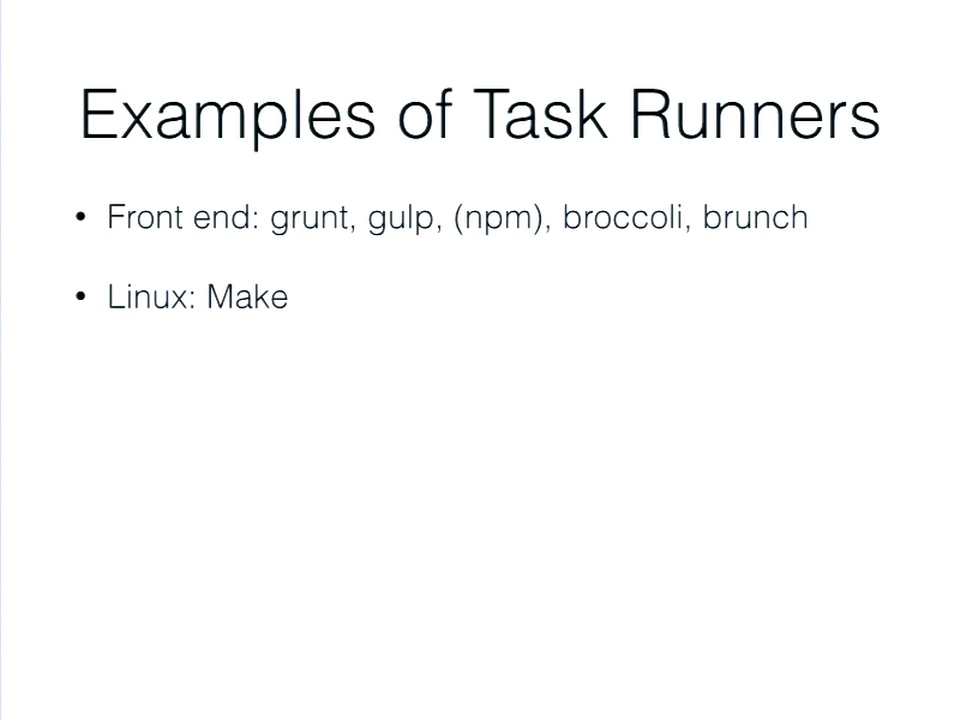 Examples of Task Runners
• Front end: grunt, gulp, (npm), broccoli, brunch
• Linux: Make